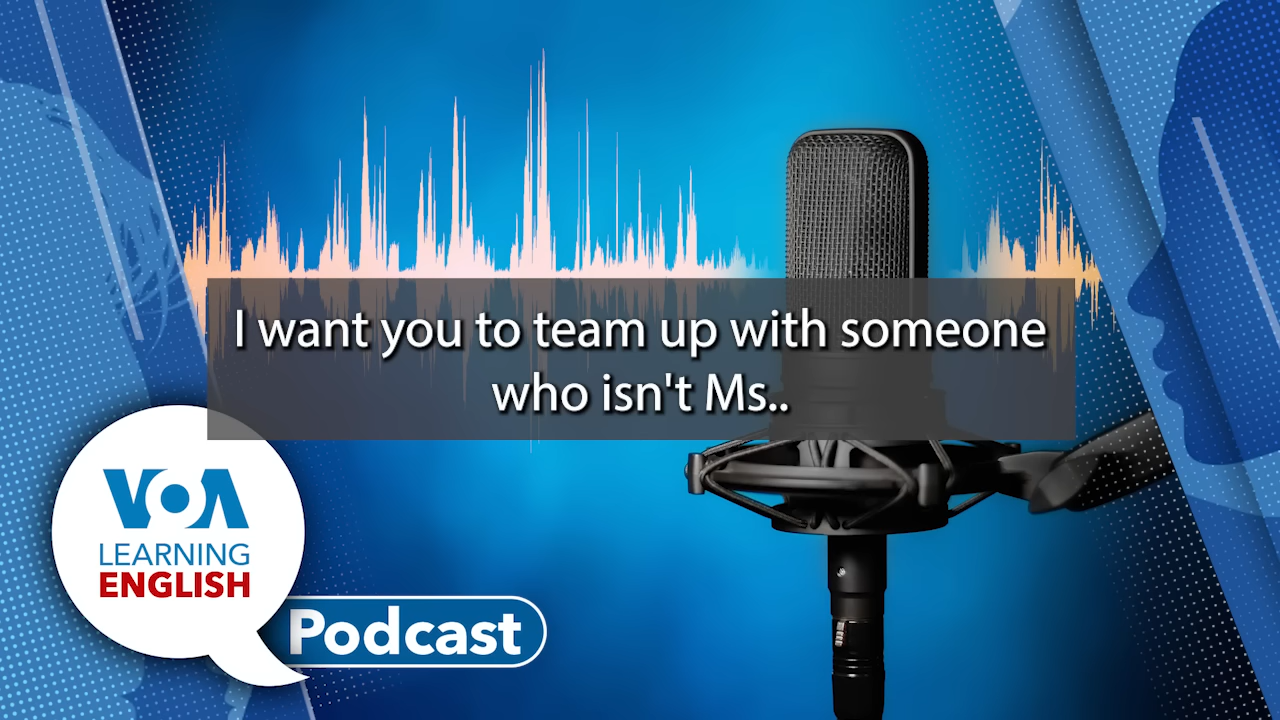 I want you to team up with someone
who isn't Ms..
VOA
LEARNING
ENGLISH
Podcast